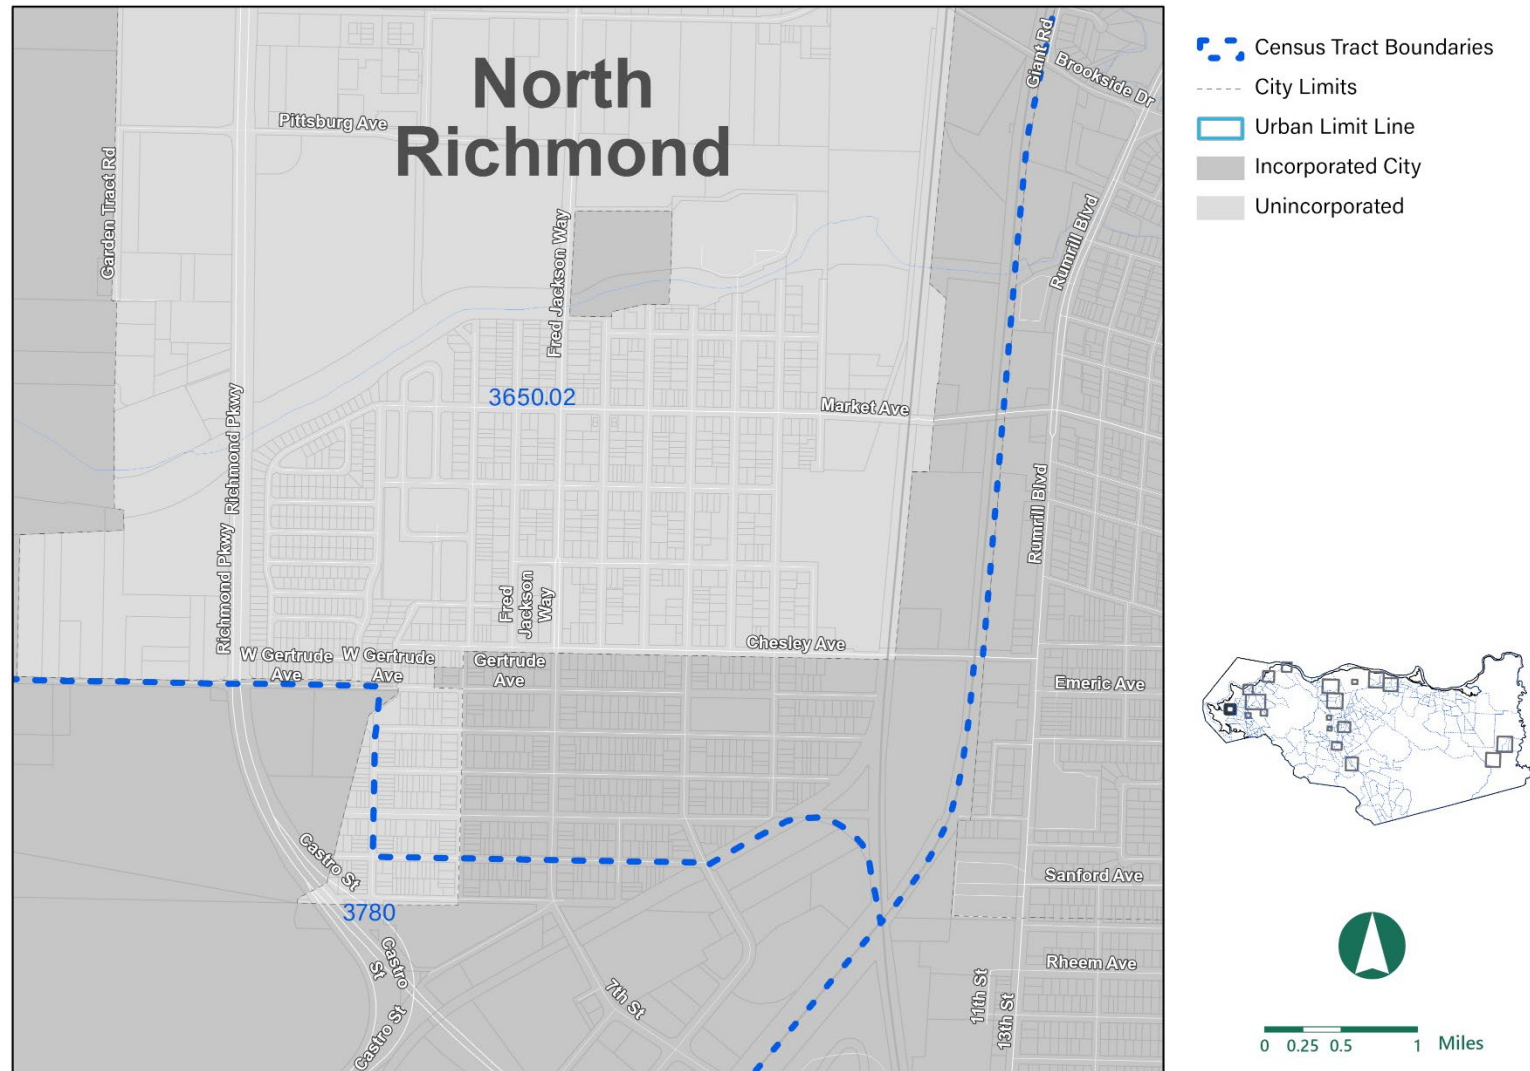 North
Richmond
Giant Rd
Brookside Dr
Pittsburg Ave
Garden Tract Rd
Fred Jackson Way
Rumrill Blvd
3650.02
Market Ave
Richmond Pkwy
Richmond Pkwy
Rumrill Blvd
Fred
Jackson
Way
Chesley Ave
W Gertrude
Ave
W Gertrude
Ave
Gertrude
Ave
Emeric Ave
Castro St
Sanford Ave
3780
Castro
St
Rheem Ave
7th St
11th St
13th St
Castro St
Census Tract Boundaries
City Limits
Urban Limit Line
Incorporated City
Unincorporated
0 0.25 0.5 1 Miles